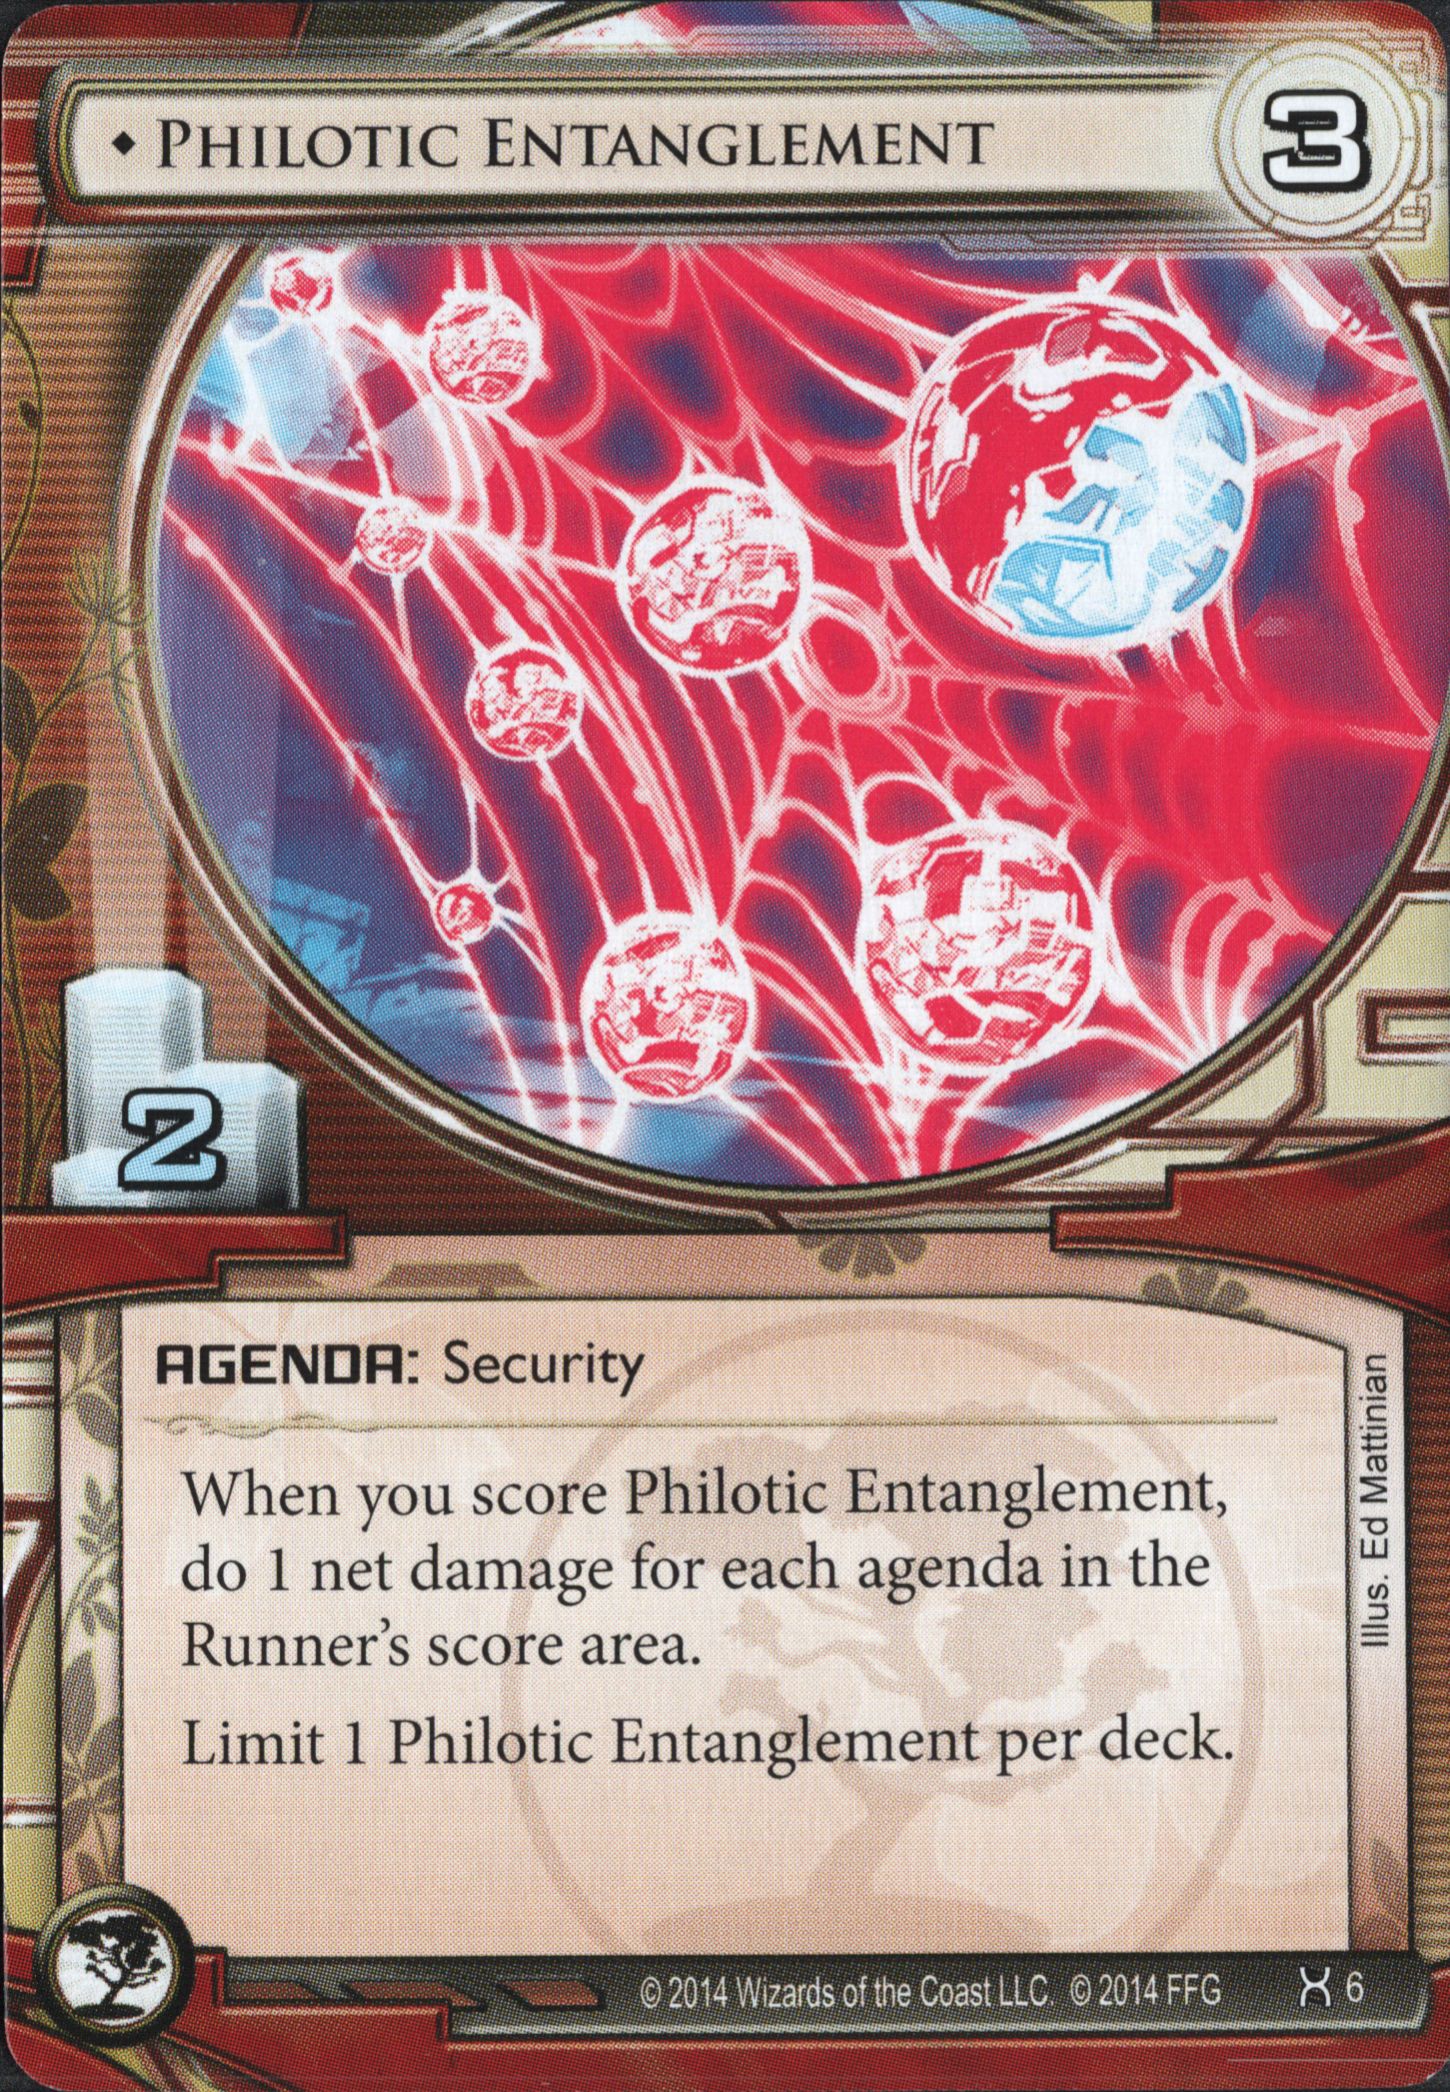 ◆ Philotic Entanglement
3
2
AGENDA: Security
When you score Philotic Entanglement,
do 1 net damage for each agenda in the
Runner's score area.
Limit 1 Philotic Entanglement per deck.
Illus. Ed Mattinian
© 2014 Wizards of the Coast LLC. © 2014 FFG
6